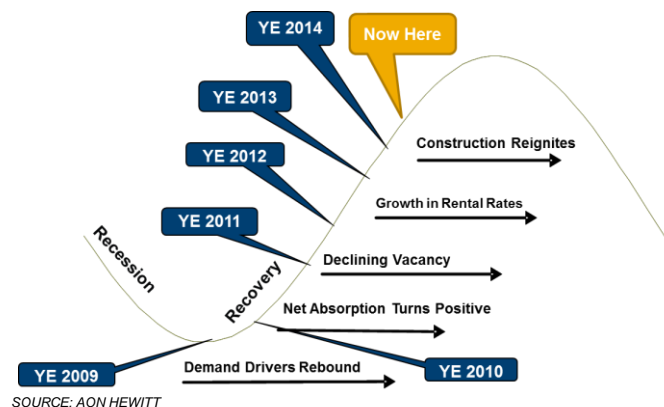 YE 2014
Now Here
YE 2013
Construction Reignites
YE 2012
Growth in Rental Rates
YE 2011
Recession
Recovery
Declining Vacancy
Net Absorption Turns Positive
YE 2009
Demand Drivers Rebound
YE 2010
SOURCE: AON HEWITT